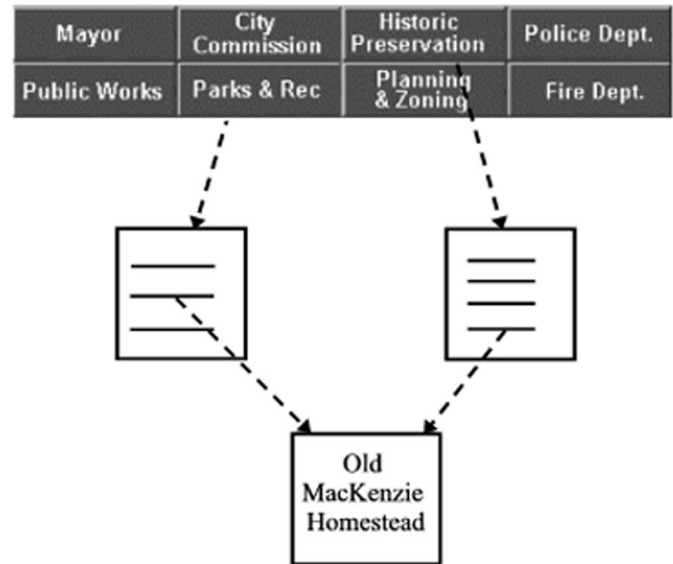 Mayor
City
Commission
Historic
Preservation
Police Dept.
Public Works
Parks & Rec
Planning
& Zoning
Fire Dept.
Old
MacKenzie
Homestead